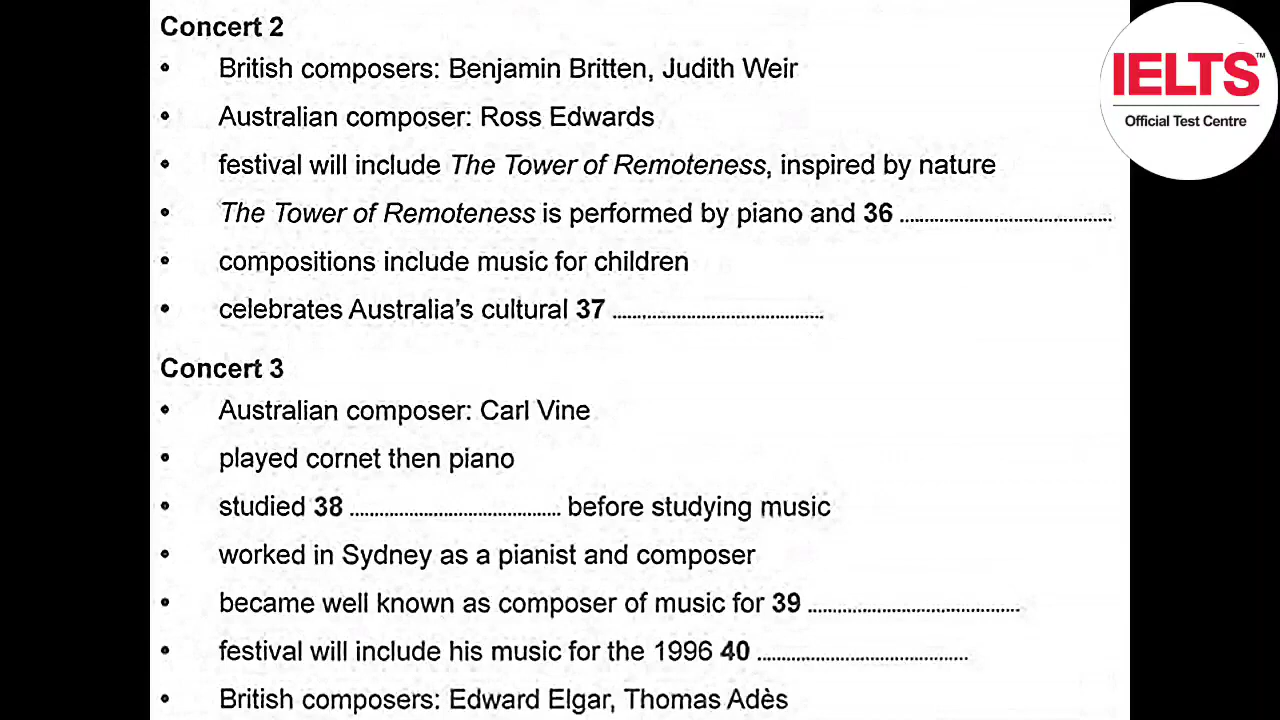 Concert 2
• British composers: Benjamin Britten, Judith Weir
• Australian composer: Ross Edwards
• festival will include The Tower of Remoteness, inspired by nature
• The Tower of Remoteness is performed by piano and 36 ........................................
• compositions include music for children
• celebrates Australia's cultural 37 ........................................
Concert 3
• Australian composer: Carl Vine
• played cornet then piano
• studied 38 ........................................ before studying music
• worked in Sydney as a pianist and composer
• became well known as composer of music for 39 ........................................
• festival will include his music for the 1996 40 ........................................
• British composers: Edward Elgar, Thomas Adès
IELTS™
Official Test Centre